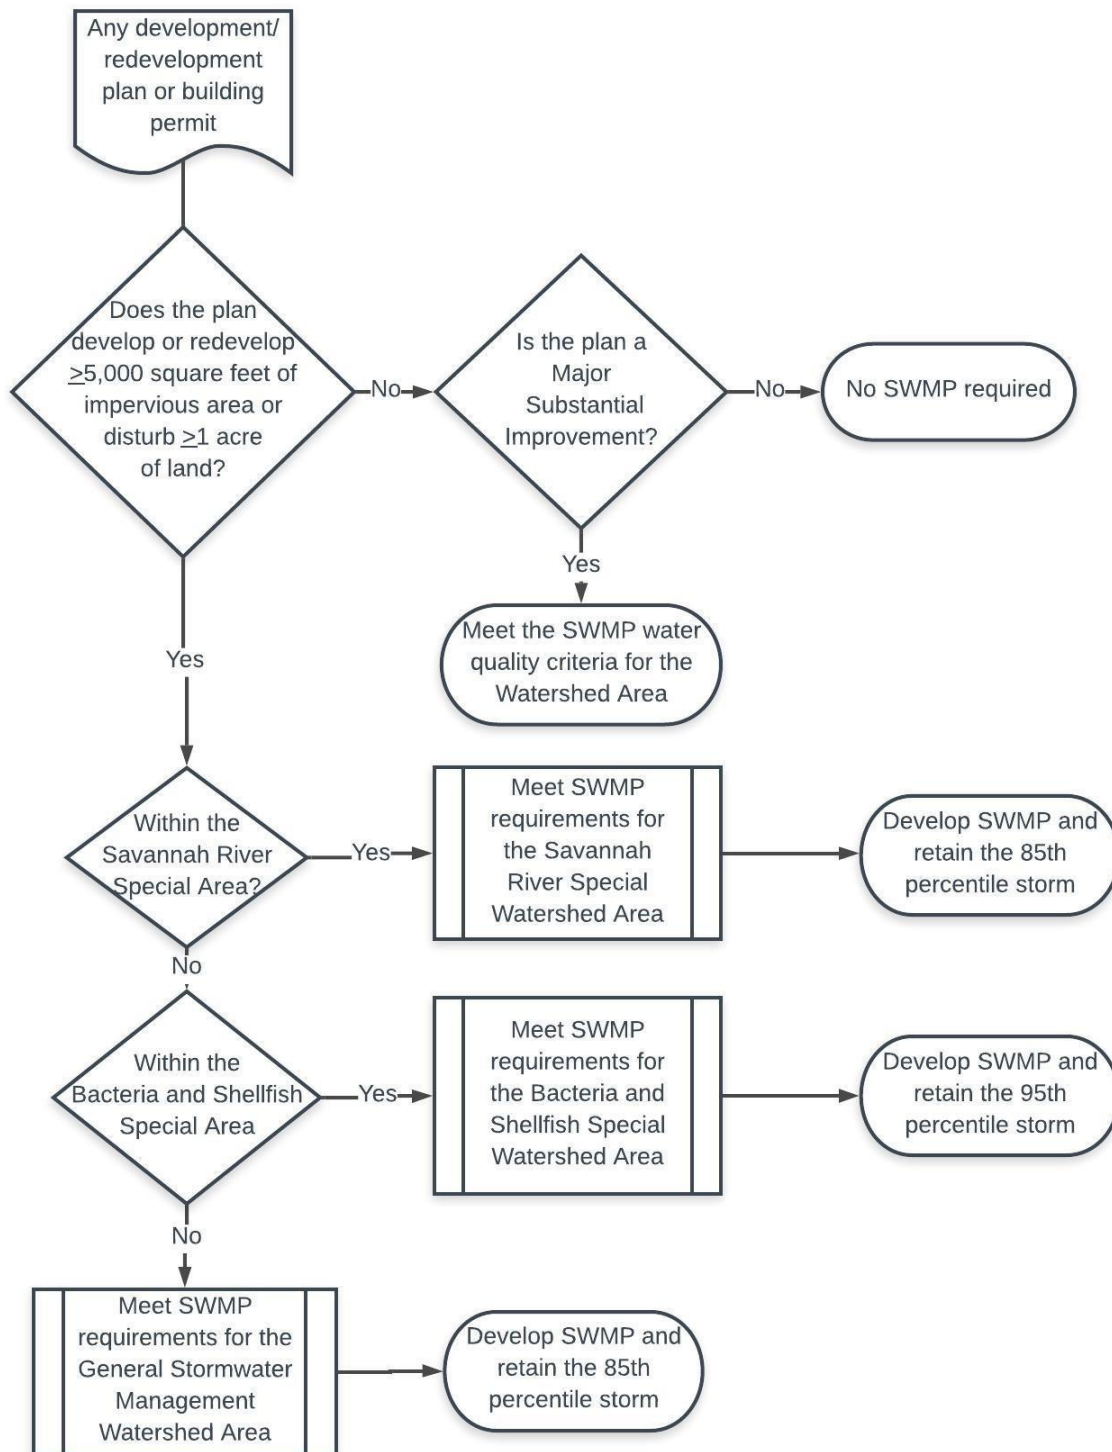 Any development/
redevelopment
plan or building
permit
Does the plan
develop or redevelop
≥5,000 square feet of
impervious area or
disturb ≥1 acre
of land?
No
Is the plan a
Major
Substantial
Improvement?
No
No SWMP required
Yes
Meet the SWMP water
quality criteria for the
Watershed Area
Yes
Within the
Savannah River
Special Area?
Yes
Meet SWMP
requirements for
the Savannah
River Special
Watershed Area
Develop SWMP and
retain the 85th
percentile storm
No
Within the
Bacteria and Shellfish
Special Area
Yes
Meet SWMP
requirements for
the Bacteria and
Shellfish Special
Watershed Area
Develop SWMP and
retain the 95th
percentile storm
No
Meet SWMP
requirements for the
General Stormwater
Management
Watershed Area
Develop SWMP and
retain the 85th
percentile storm